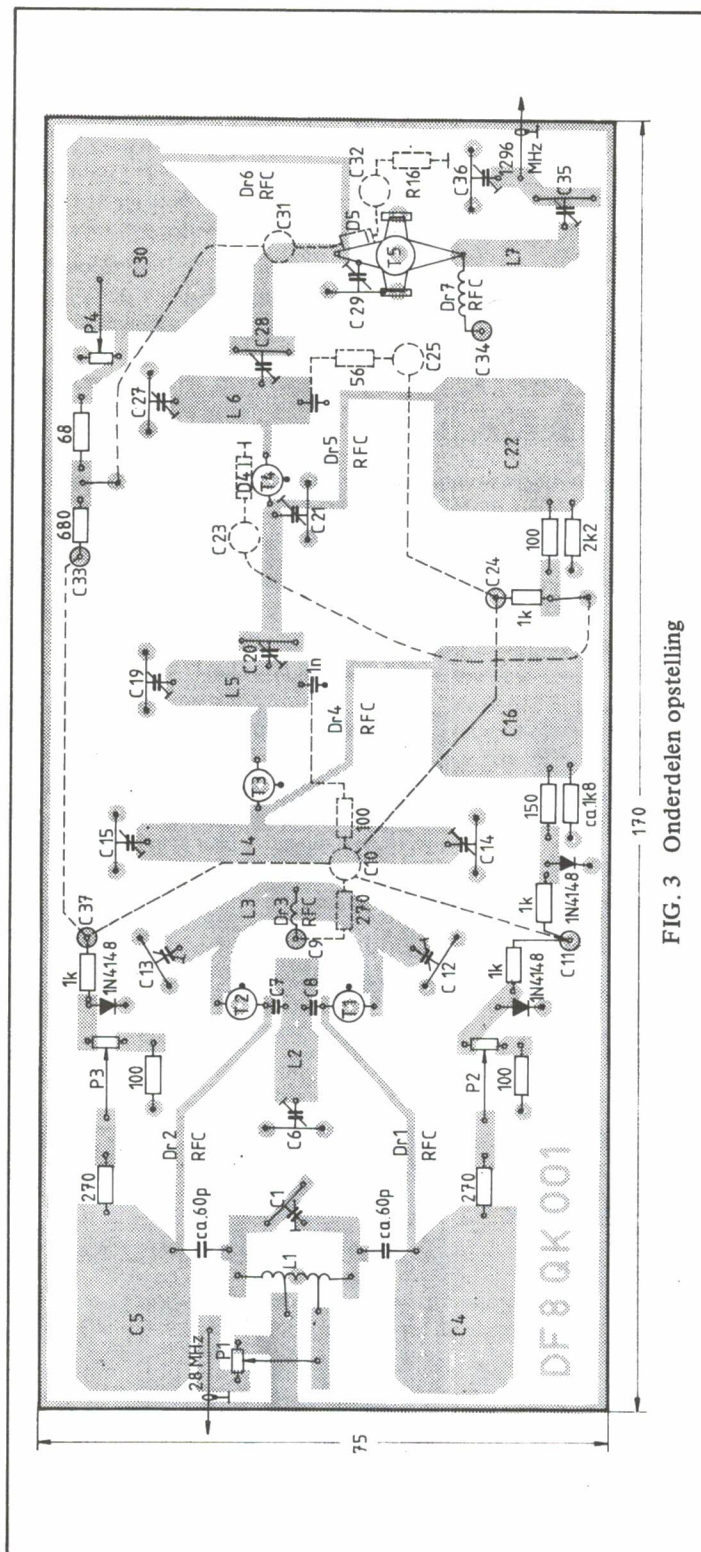 C5
270
P3
100
1N4148
1k
C37
C33
680
68
P4
C30
Dr6
RFC
28 MHz
P1
ca.60p
Dr2
RFC
C13
C15
C19
C27
C31
C32
D5
R16
C36
1296
MHz
C1
L1
C6
L2
C7
C8
T2
T1
L3
Dr3
RFC
C9
270
C10
100
L4
T3
L5
1n
C20
C23
D4
T4
C21
L6
C28
56
C25
C29
T5
Dr7
RFC
C34
L7
C35
ca.60p
Dr1
RFC
C12
C14
Dr4
RFC
Dr5
RFC
C4
270
P2
100
1N4148
1k
C11
1k
1N4148
150
ca.1k8
C16
1k
C24
100
2k2
C22
DF8QK001
75
170
FIG. 3 Onderdelen opstelling